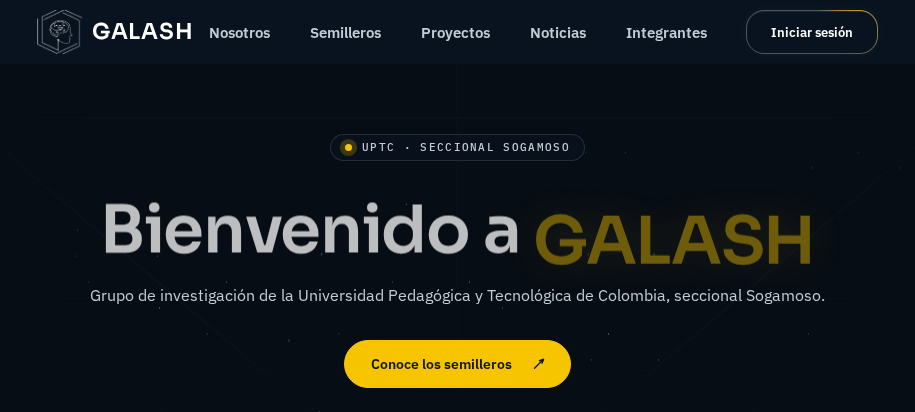 GALASH Nosotros Semilleros Proyectos Noticias Integrantes Iniciar sesión
UPTC · SECCIONAL SOGAMOSO
Bienvenido a GALASH
Grupo de investigación de la Universidad Pedagógica y Tecnológica de Colombia, seccional Sogamoso.
Conoce los semilleros ↗